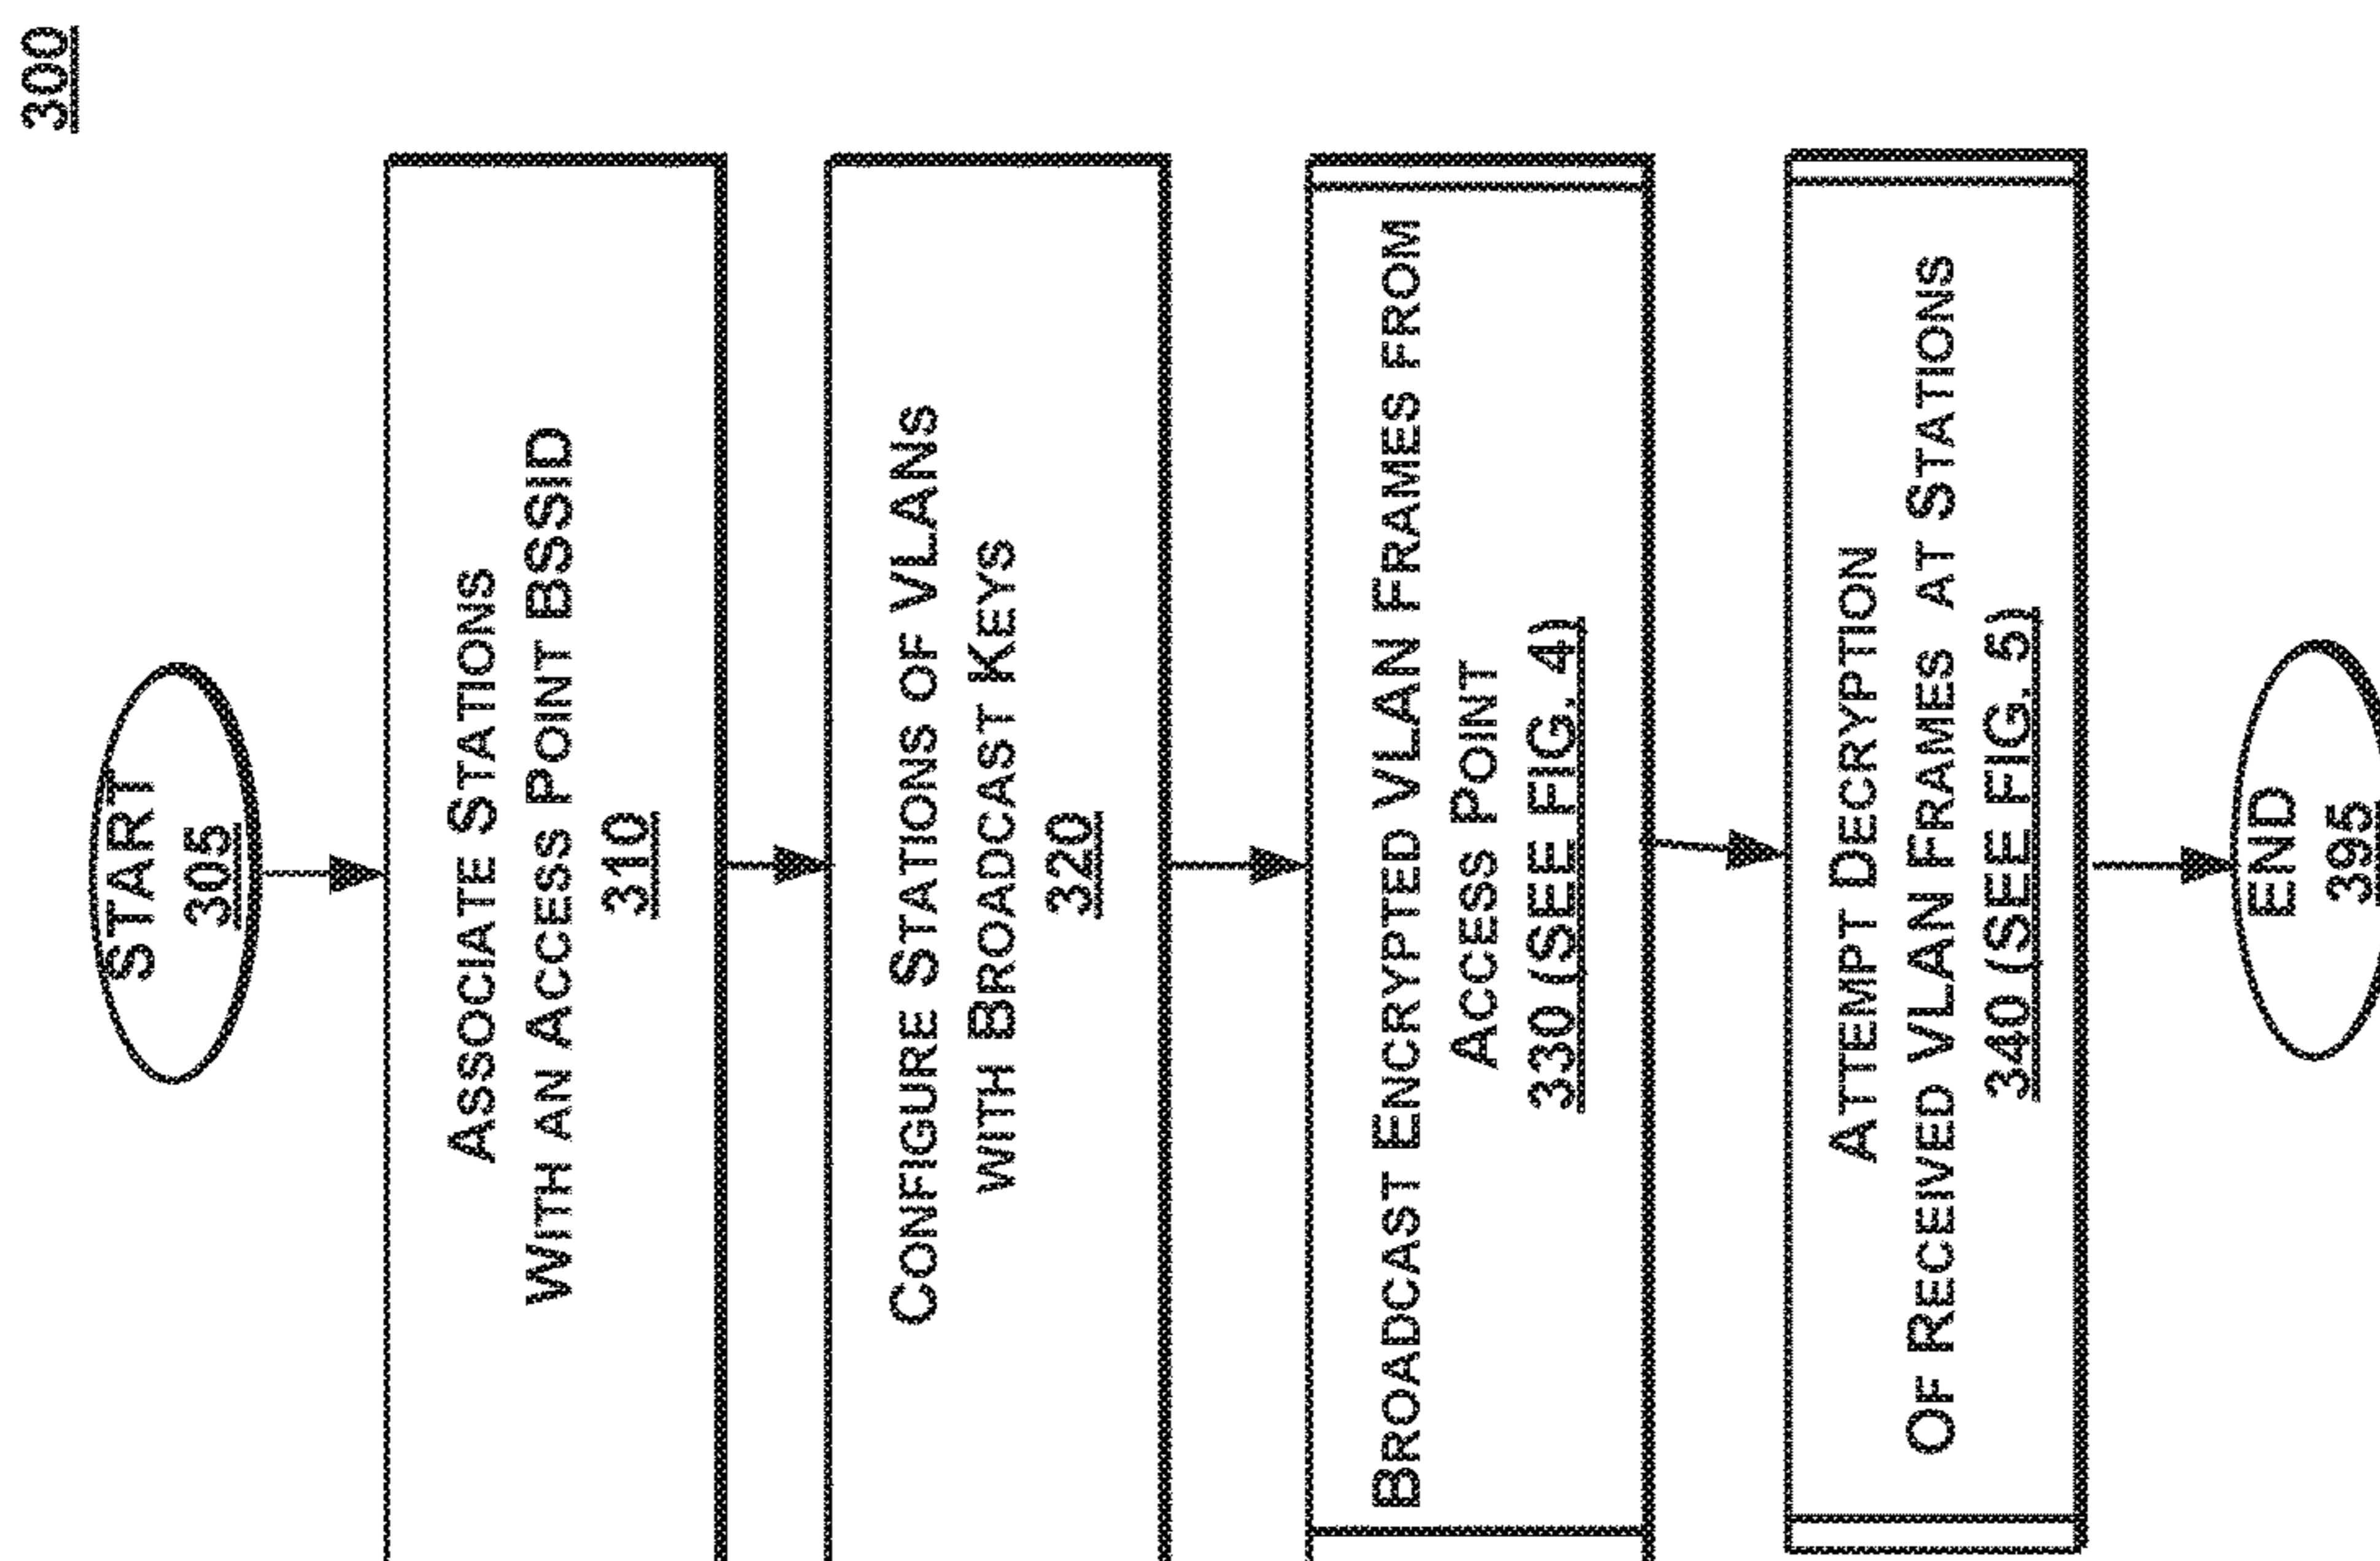 300
START
305
ASSOCIATE STATIONS
WITH AN ACCESS POINT BSSID
310
CONFIGURE STATIONS OF VLANS
WITH BROADCAST KEYS
320
BROADCAST ENCRYPTED VLAN FRAMES FROM
ACCESS POINT
330 (SEE FIG. 4)
ATTEMPT DECRYPTION
OF RECEIVED VLAN FRAMES AT STATIONS
340 (SEE FIG. 5)
END
395